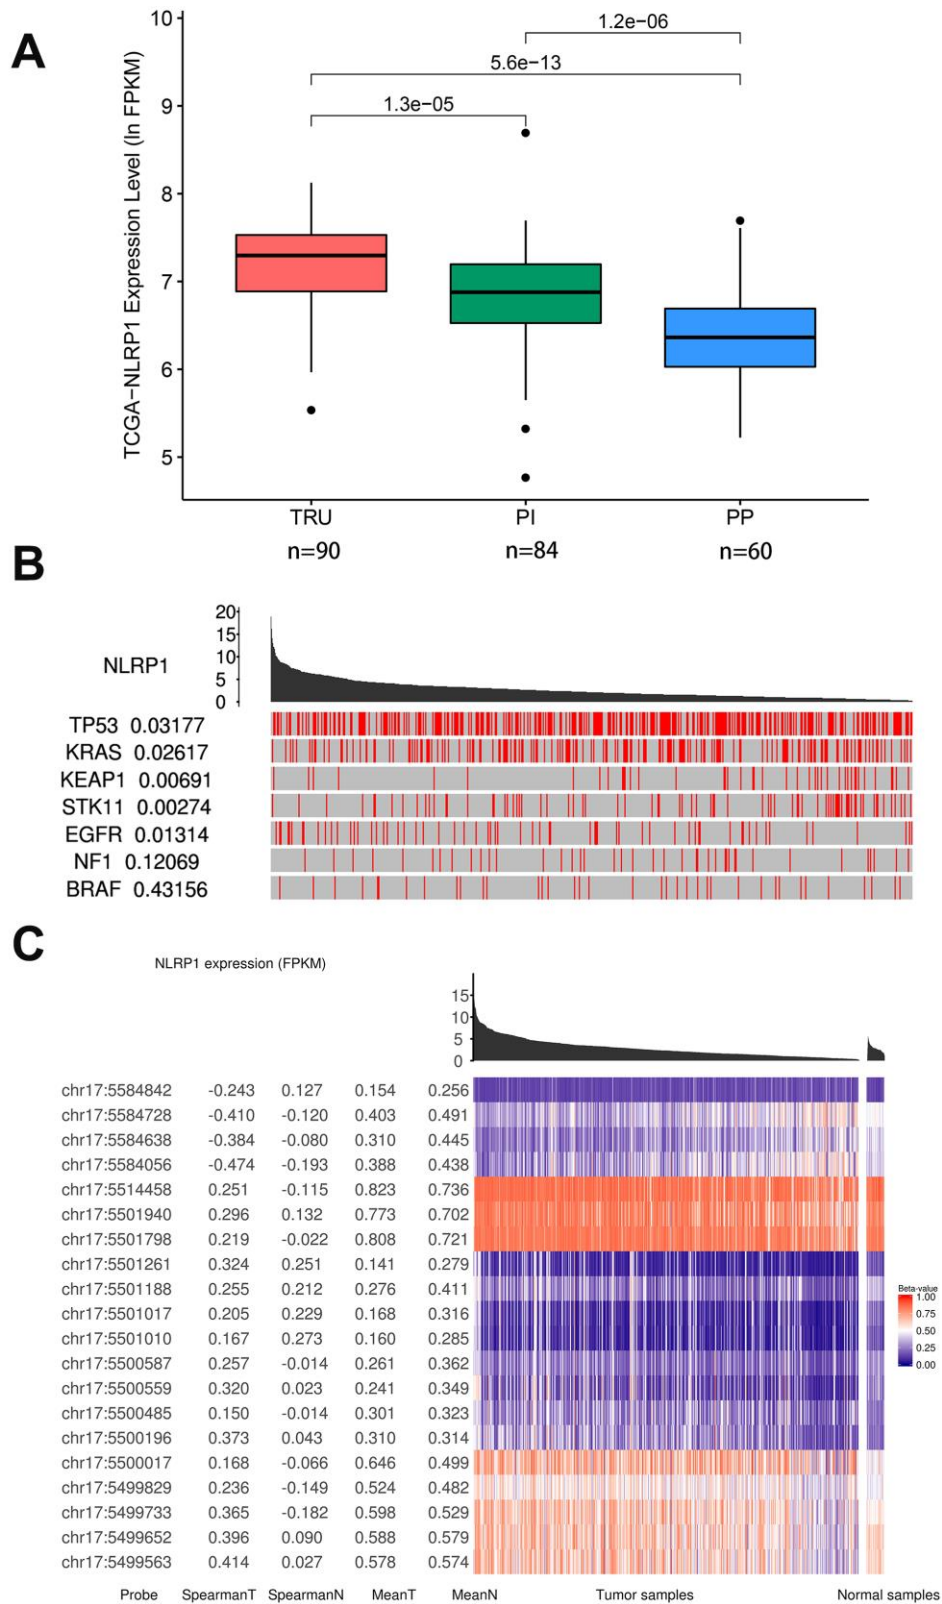 A
TCGA−NLRP1 Expression Level (ln FPKM)
10
9
8
7
6
5
1.2e−06
5.6e−13
1.3e−05
TRU PI PP
n=90 n=84 n=60
B
NLRP1
20
15
10
5
0
TP53 0.03177
KRAS 0.02617
KEAP1 0.00691
STK11 0.00274
EGFR 0.01314
NF1 0.12069
BRAF 0.43156
C
NLRP1 expression (FPKM)
15
10
5
0
chr17:5584842 -0.243 0.127 0.154 0.256
chr17:5584728 -0.410 -0.120 0.403 0.491
chr17:5584638 -0.384 -0.080 0.310 0.445
chr17:5584056 -0.474 -0.193 0.388 0.438
chr17:5514458 0.251 -0.115 0.823 0.736
chr17:5501940 0.296 0.132 0.773 0.702
chr17:5501798 0.219 -0.022 0.808 0.721
chr17:5501261 0.324 0.251 0.141 0.279
chr17:5501188 0.255 0.212 0.276 0.411
chr17:5501017 0.205 0.229 0.168 0.316
chr17:5501010 0.167 0.273 0.160 0.285
chr17:5500587 0.257 -0.014 0.261 0.362
chr17:5500559 0.320 0.023 0.241 0.349
chr17:5500485 0.150 -0.014 0.301 0.323
chr17:5500196 0.373 0.043 0.310 0.314
chr17:5500017 0.168 -0.066 0.646 0.499
chr17:5499829 0.236 -0.149 0.524 0.482
chr17:5499733 0.365 -0.182 0.598 0.529
chr17:5499652 0.396 0.090 0.588 0.579
chr17:5499563 0.414 0.027 0.578 0.574
Beta-value
1.00
0.75
0.50
0.25
0.00
Probe SpearmanT SpearmanN MeanT MeanN Tumor samples Normal samples